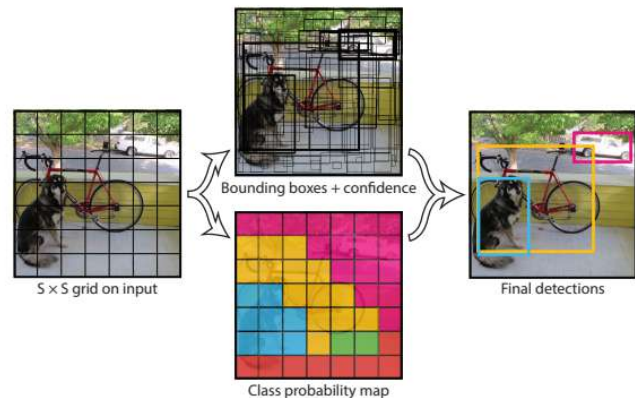 Bounding boxes + confidence
S × S grid on input
Final detections
Class probability map